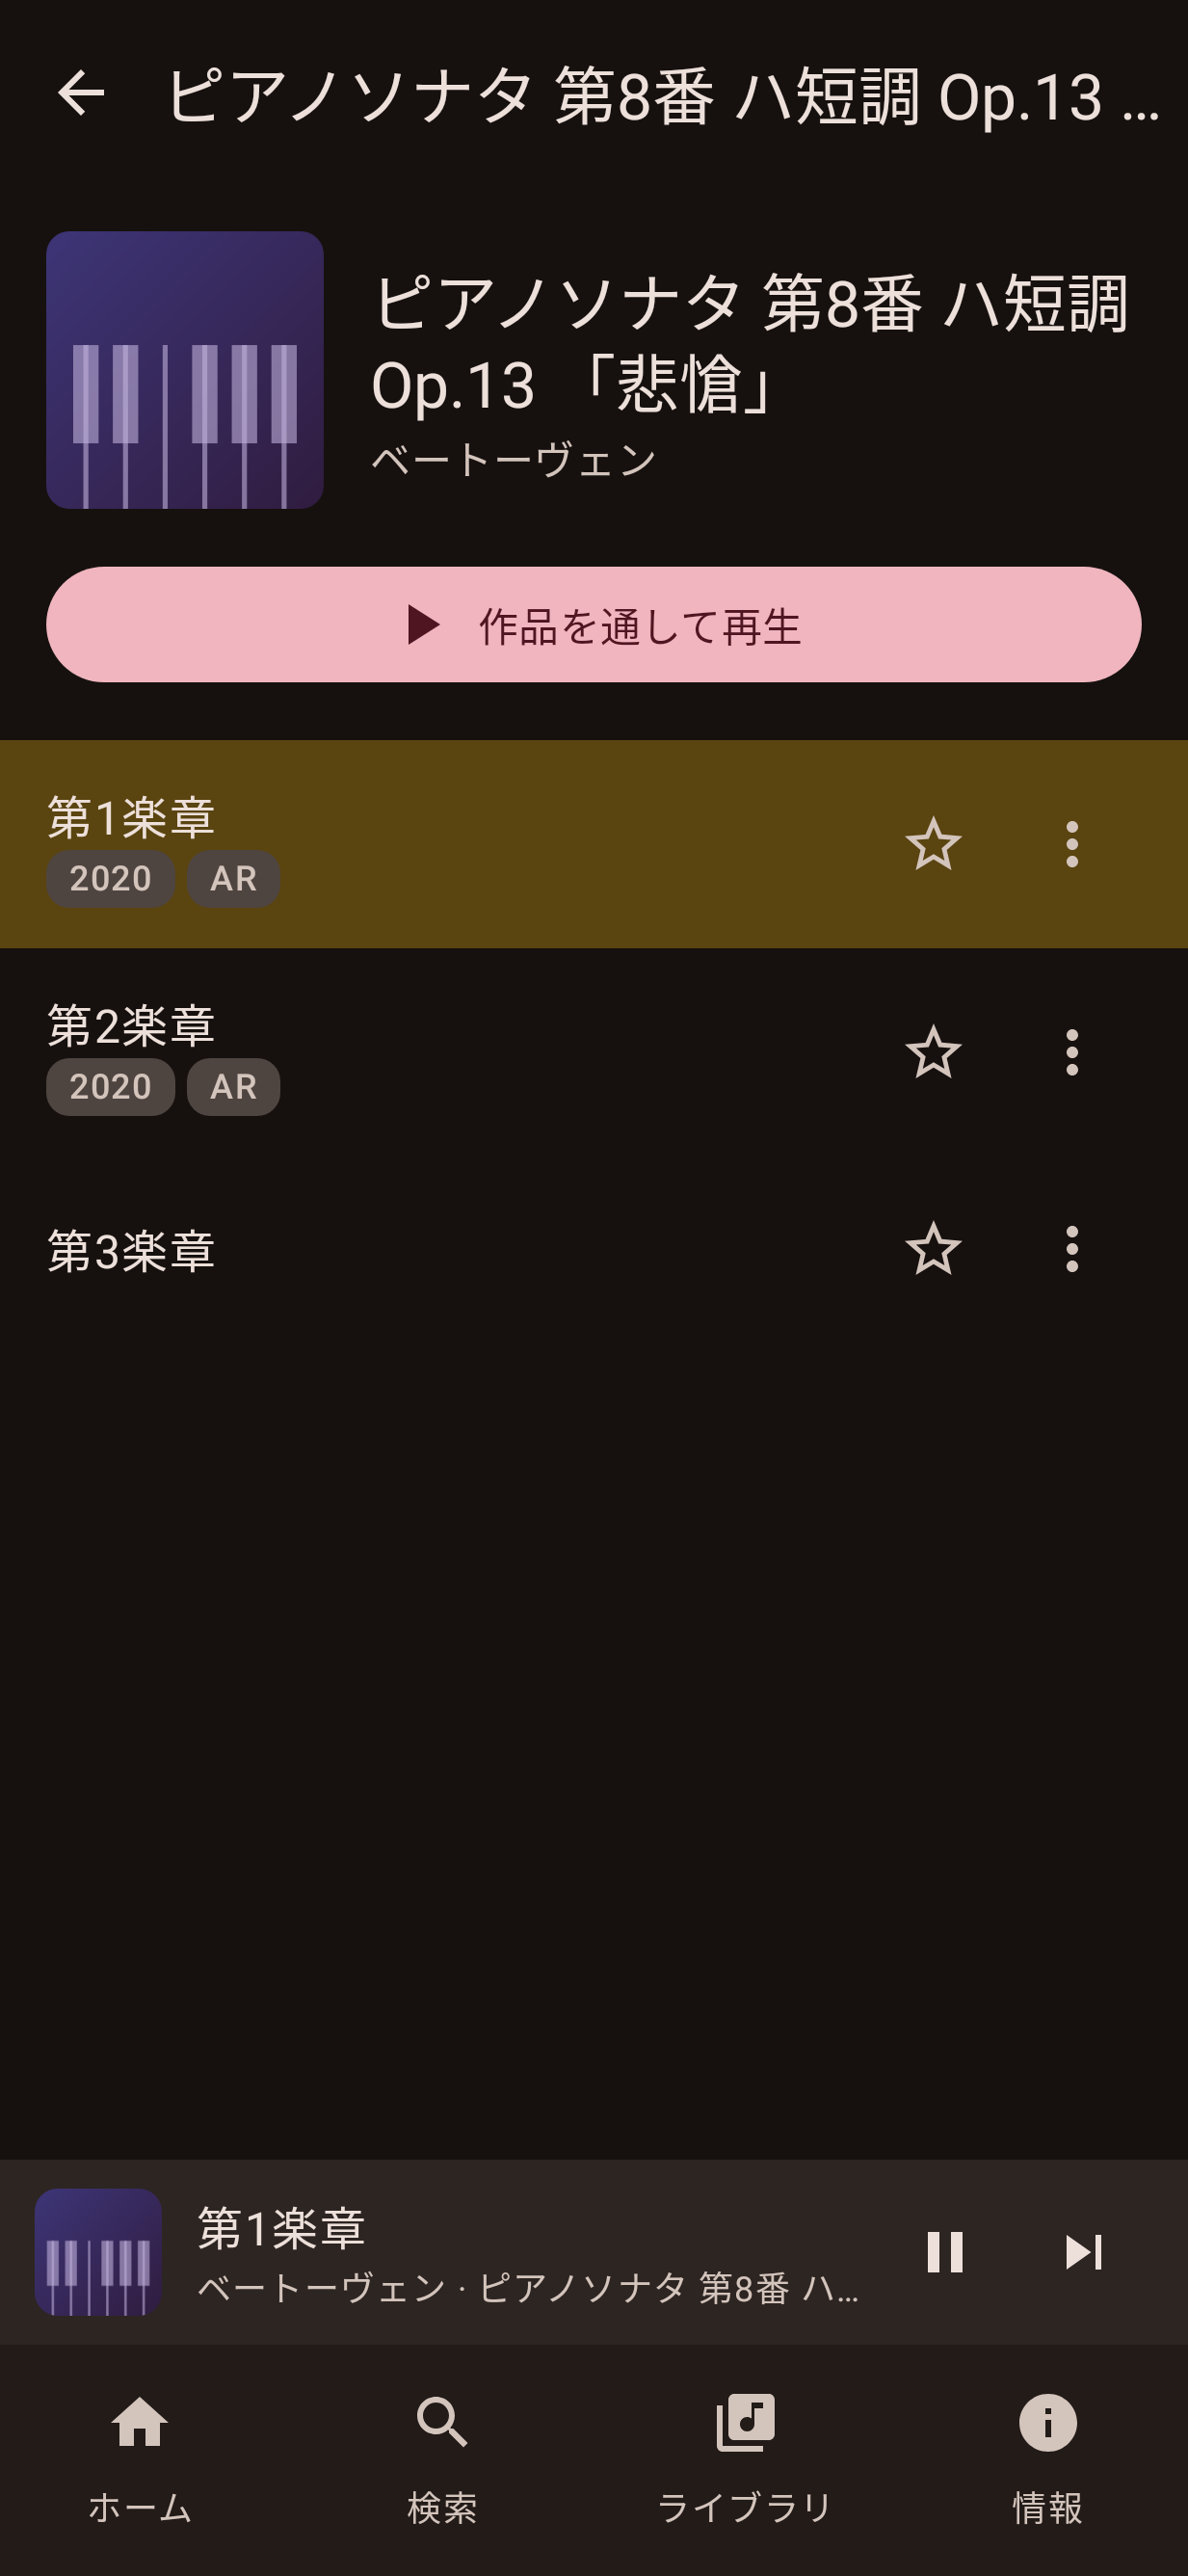 ピアノソナタ 第8番 ハ短調 Op.13 …
ピアノソナタ 第8番 ハ短調
Op.13 「悲愴」
ベートーヴェン
作品を通して再生
第1楽章
2020 AR
第2楽章
2020 AR
第3楽章
第1楽章
ベートーヴェン · ピアノソナタ 第8番 ハ…
ホーム 検索 ライブラリ 情報